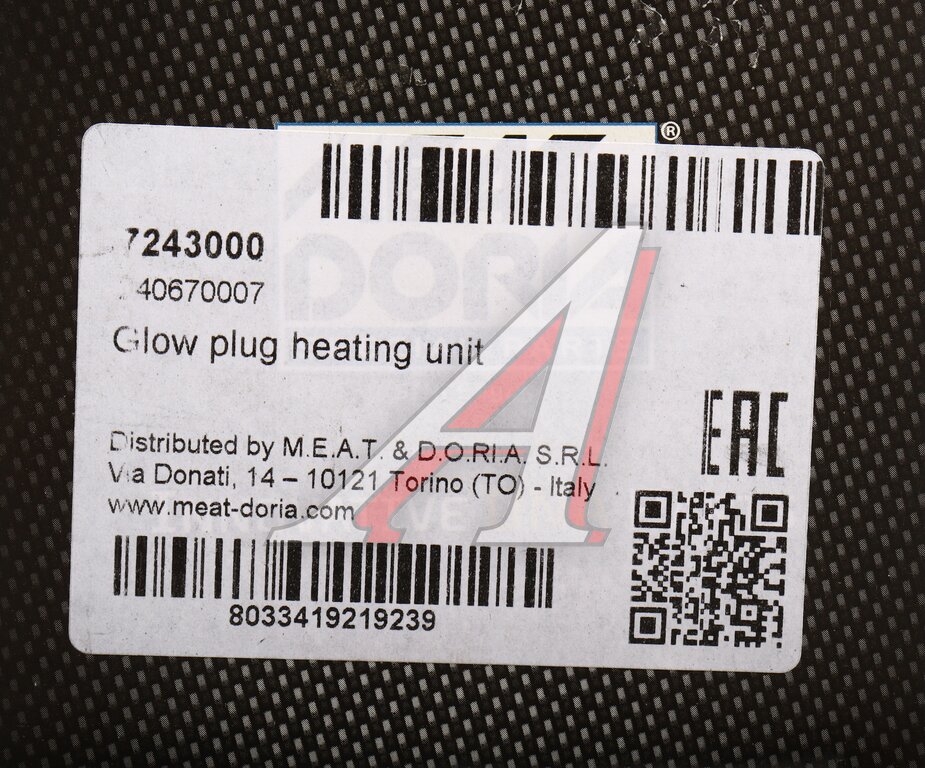 ®
7243000
240670007
Glow plug heating unit
EAC
Distributed by M.E.A.T. & D.O.R.I.A. S.R.L.
Via Donati, 14 – 10121 Torino (TO) - Italy
www.meat-doria.com
8033419219239